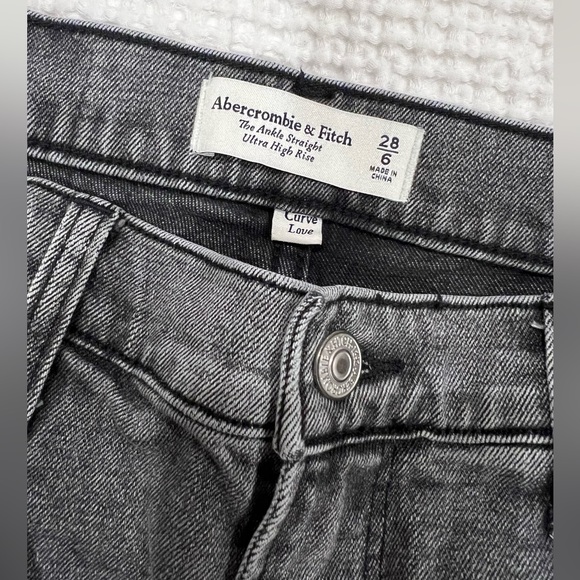 Abercrombie & Fitch
The Ankle Straight
Ultra High Rise
28
6
MADE IN
CHINA
Curve
Love